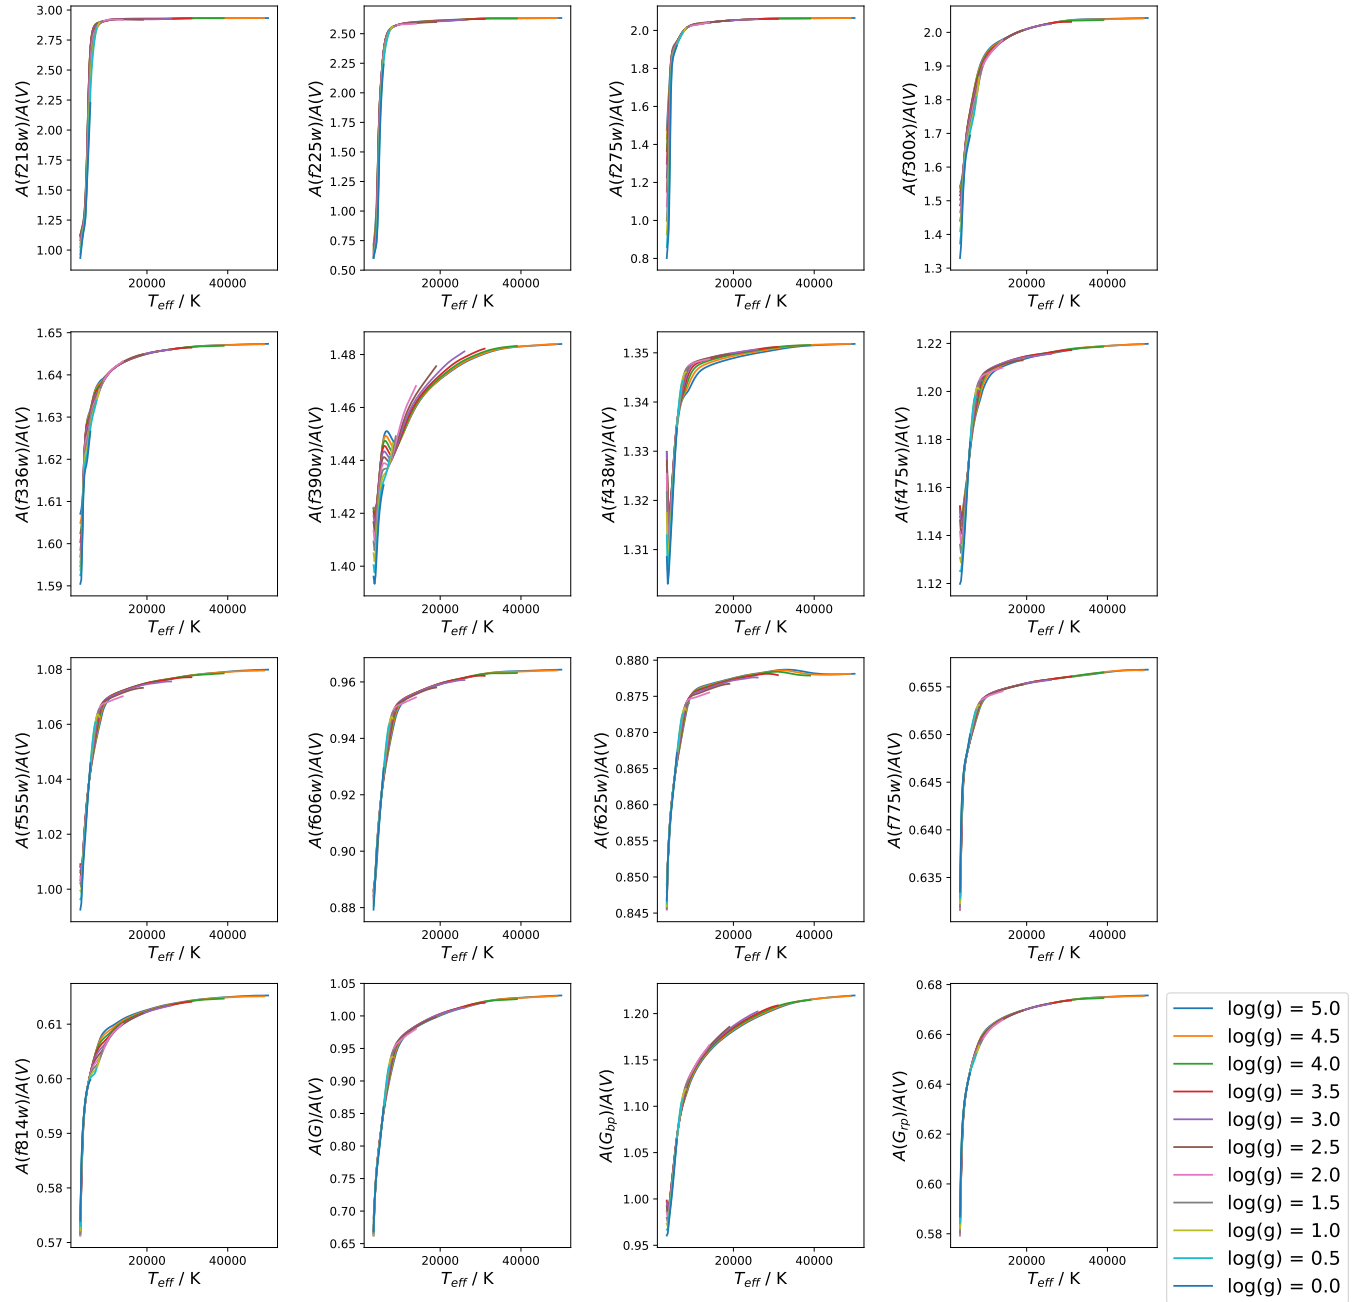 3.00
2.75
2.50
2.25
2.00
1.75
1.50
1.25
1.00
A(f218w)/A(V)
20000 40000
T_eff / K
2.50
2.25
2.00
1.75
1.50
1.25
1.00
0.75
0.50
A(f225w)/A(V)
20000 40000
T_eff / K
2.0
1.8
1.6
1.4
1.2
1.0
0.8
A(f275w)/A(V)
20000 40000
T_eff / K
2.0
1.9
1.8
1.7
1.6
1.5
1.4
1.3
A(f300x)/A(V)
20000 40000
T_eff / K
1.65
1.64
1.63
1.62
1.61
1.60
1.59
A(f336w)/A(V)
20000 40000
T_eff / K
1.48
1.46
1.44
1.42
1.40
A(f390w)/A(V)
20000 40000
T_eff / K
1.35
1.34
1.33
1.32
1.31
A(f438w)/A(V)
20000 40000
T_eff / K
1.22
1.20
1.18
1.16
1.14
1.12
A(f475w)/A(V)
20000 40000
T_eff / K
1.08
1.06
1.04
1.02
1.00
A(f555w)/A(V)
20000 40000
T_eff / K
0.96
0.94
0.92
0.90
0.88
A(f606w)/A(V)
20000 40000
T_eff / K
0.880
0.875
0.870
0.865
0.860
0.855
0.850
0.845
A(f625w)/A(V)
20000 40000
T_eff / K
0.655
0.650
0.645
0.640
0.635
A(f775w)/A(V)
20000 40000
T_eff / K
0.61
0.60
0.59
0.58
0.57
A(f814w)/A(V)
20000 40000
T_eff / K
1.05
1.00
0.95
0.90
0.85
0.80
0.75
0.70
0.65
A(G)/A(V)
20000 40000
T_eff / K
1.20
1.15
1.10
1.05
1.00
0.95
A(G_bp)/A(V)
20000 40000
T_eff / K
0.68
0.66
0.64
0.62
0.60
0.58
A(G_rp)/A(V)
20000 40000
T_eff / K
log(g) = 5.0
log(g) = 4.5
log(g) = 4.0
log(g) = 3.5
log(g) = 3.0
log(g) = 2.5
log(g) = 2.0
log(g) = 1.5
log(g) = 1.0
log(g) = 0.5
log(g) = 0.0